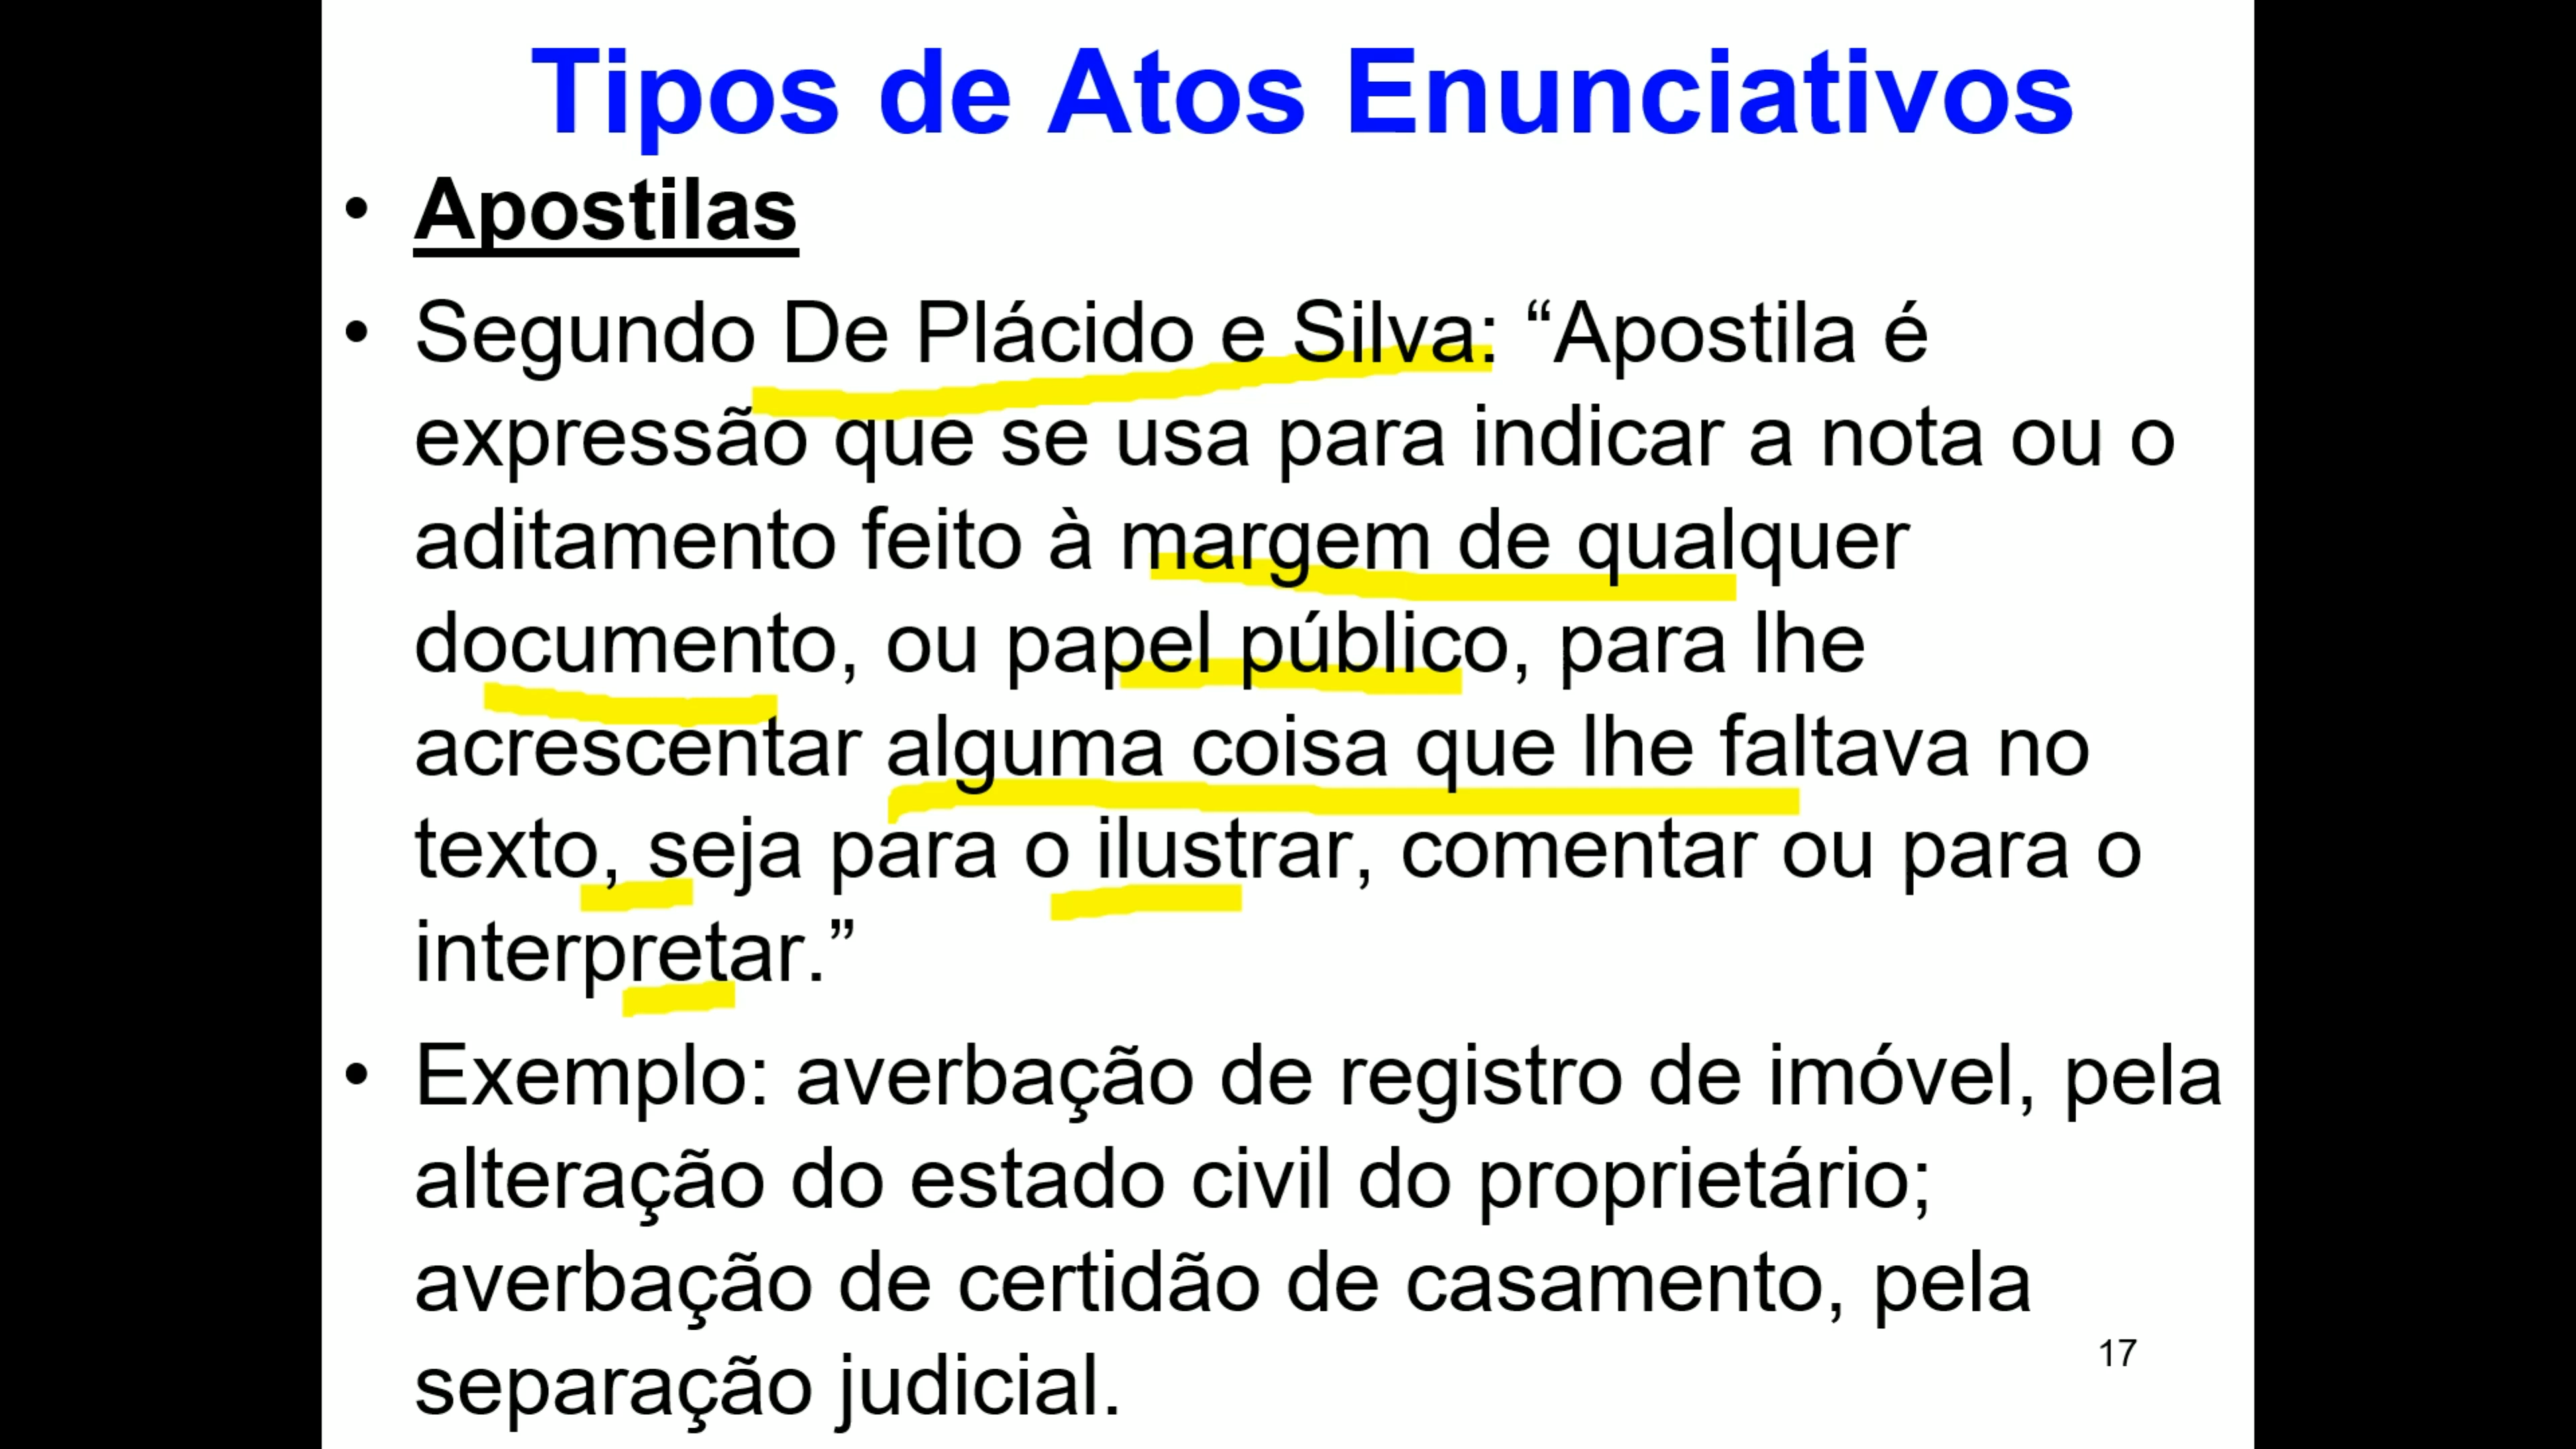 Tipos de Atos Enunciativos
• Apostilas
• Segundo De Plácido e Silva: “Apostila é
expressão que se usa para indicar a nota ou o
aditamento feito à margem de qualquer
documento, ou papel público, para lhe
acrescentar alguma coisa que lhe faltava no
texto, seja para o ilustrar, comentar ou para o
interpretar.”
• Exemplo: averbação de registro de imóvel, pela
alteração do estado civil do proprietário;
averbação de certidão de casamento, pela
separação judicial.
17